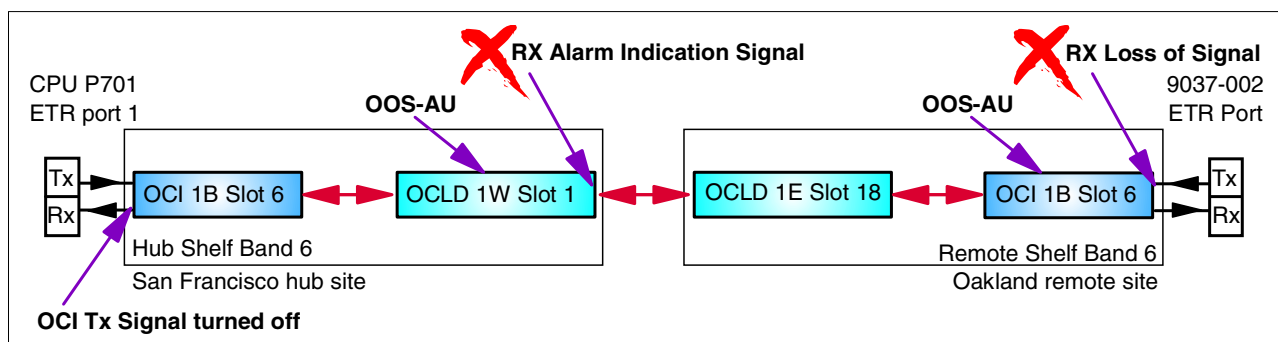 RX Alarm Indication Signal
RX Loss of Signal
CPU P701
ETR port 1
OOS-AU
OOS-AU
9037-002
ETR Port
Tx
Rx
OCI 1B Slot 6
OCLD 1W Slot 1
OCLD 1E Slot 18
OCI 1B Slot 6
Tx
Rx
Hub Shelf Band 6
San Francisco hub site
Remote Shelf Band 6
Oakland remote site
OCI Tx Signal turned off